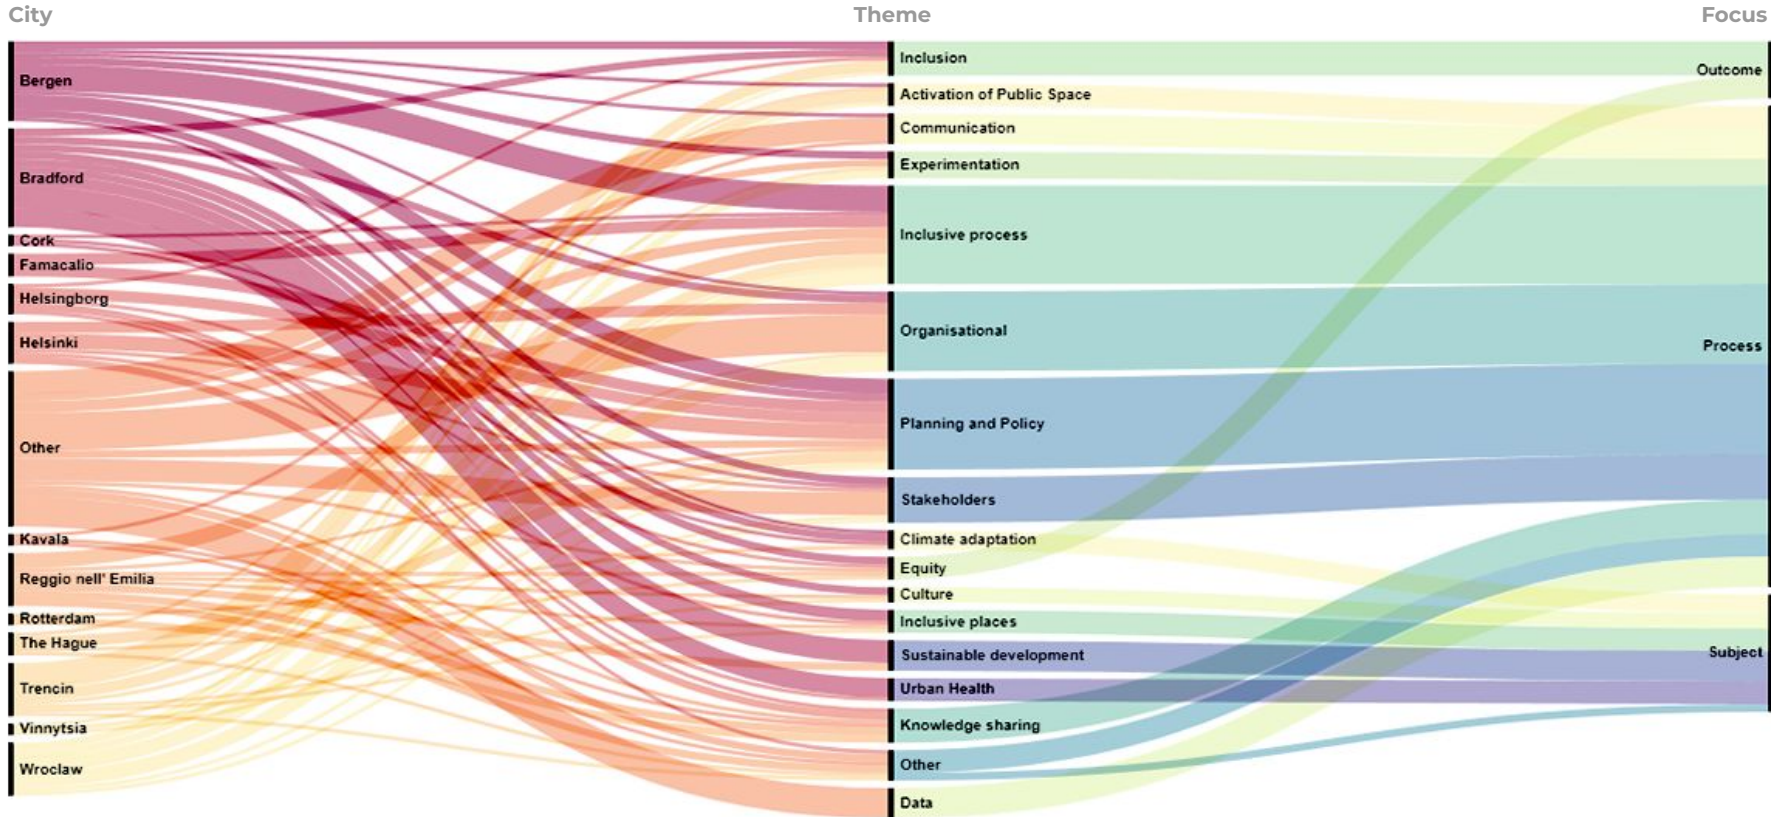 City
Theme
Focus
Bergen
Bradford
Cork
Famacalio
Helsingborg
Helsinki
Other
Kavala
Reggio nell' Emilia
Rotterdam
The Hague
Trencin
Vinnytsia
Wroclaw
Inclusion
Activation of Public Space
Communication
Experimentation
Inclusive process
Organisational
Planning and Policy
Stakeholders
Climate adaptation
Equity
Culture
Inclusive places
Sustainable development
Urban Health
Knowledge sharing
Other
Data
Outcome
Process
Subject